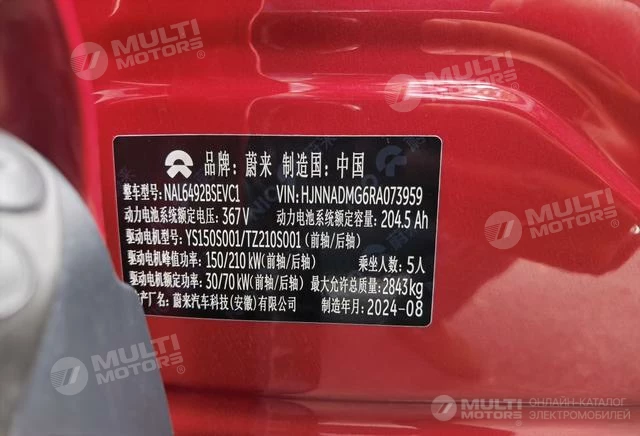 MULTI
MOTORS
MULTI
MOTORS
品牌：蔚来 制造国：中国
整车型号：NAL6492BSEVC1 VIN：HJNNADMG6RA073959
动力电池系统额定电压：367V 动力电池系统额定容量：204.5 Ah
驱动电机型号：YS150S001/TZ210S001（前轴/后轴）
驱动电机峰值功率：150/210 kW（前轴/后轴） 乘坐人数：5人
驱动电机额定功率：30/70 kW（前轴/后轴） 最大允许总质量：2843kg
产厂名：蔚来汽车科技(安徽)有限公司 制造年月：2024-08
MULTI
MOTORS
MULTI
MOTORS
ОНЛАЙН-КАТАЛОГ
ЭЛЕКТРОМОБИЛЕЙ